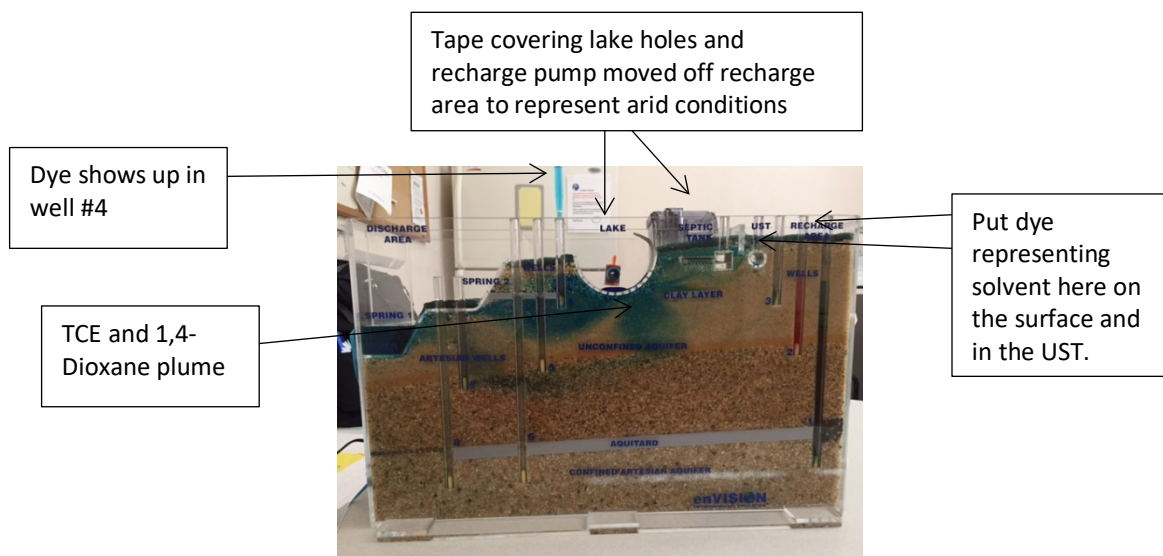 Tape covering lake holes and
recharge pump moved off recharge
area to represent arid conditions
Dye shows up in
well #4
TCE and 1,4-
Dioxane plume
Put dye
representing
solvent here on
the surface and
in the UST.
DISCHARGE
AREA
LAKE
SEPTIC
TANK
UST
RECHARGE
AREA
WELLS
SPRING 2
WELLS
CLAY LAYER
3
SPRING 1
UNCONFINED AQUIFER
2
ARTESIAN WELLS
AQUITARD
CONFINED ARTESIAN AQUIFER
enVISION